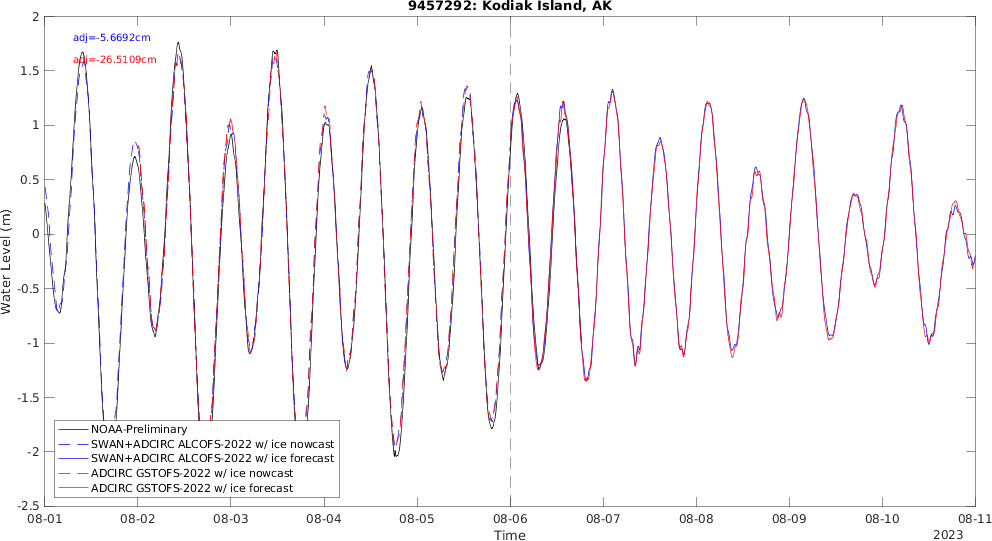 9457292: Kodiak Island, AK
2
adj=-5.6692cm
adj=-26.5109cm
1.5
1
0.5
0
-0.5
-1
-1.5
-2
-2.5
Water Level (m)
NOAA-Preliminary
SWAN+ADCIRC ALCOFS-2022 w/ ice nowcast
SWAN+ADCIRC ALCOFS-2022 w/ ice forecast
ADCIRC GSTOFS-2022 w/ ice nowcast
ADCIRC GSTOFS-2022 w/ ice forecast
08-01 08-02 08-03 08-04 08-05 08-06 08-07 08-08 08-09 08-10 08-11
Time
2023